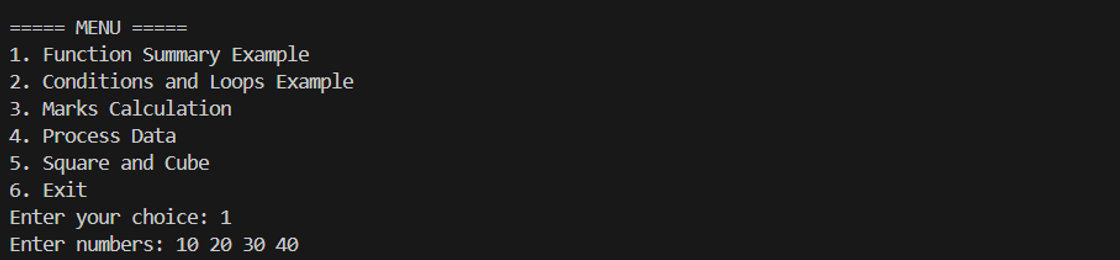 ===== MENU =====
1. Function Summary Example
2. Conditions and Loops Example
3. Marks Calculation
4. Process Data
5. Square and Cube
6. Exit
Enter your choice: 1
Enter numbers: 10 20 30 40